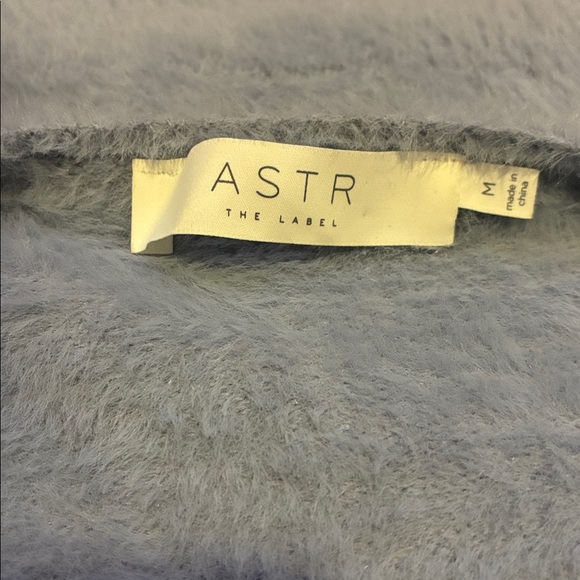 ASTR
THE LABEL
M
made in
china